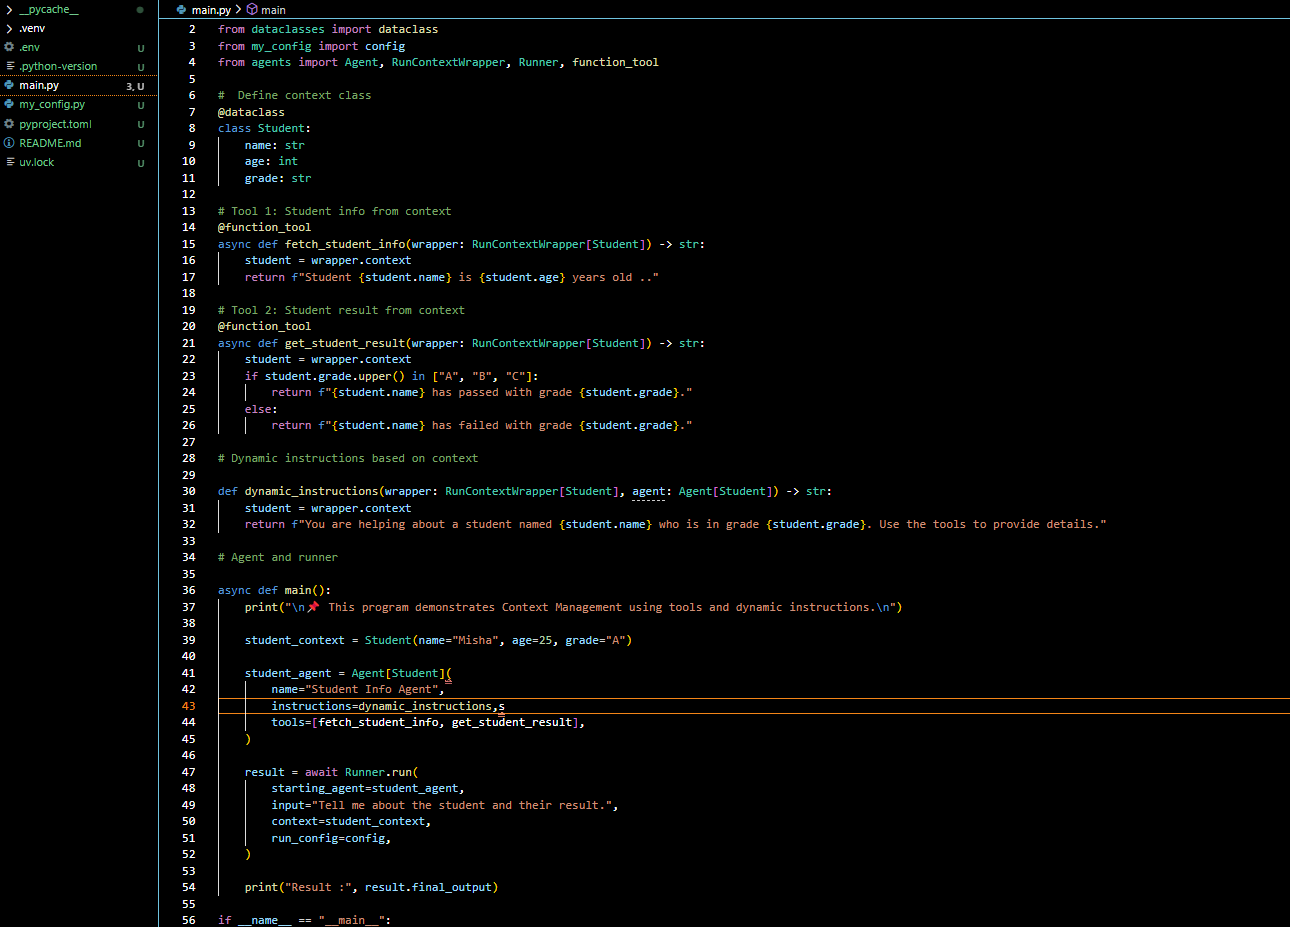 __pycache__
.venv
.env U
.python-version U
main.py 3, U
my_config.py U
pyproject.toml U
README.md U
uv.lock U
main.py > main
2 from dataclasses import dataclass
3 from my_config import config
4 from agents import Agent, RunContextWrapper, Runner, function_tool
5
6 #  Define context class
7 @dataclass
8 class Student:
9     name: str
10     age: int
11     grade: str
12
13 # Tool 1: Student info from context
14 @function_tool
15 async def fetch_student_info(wrapper: RunContextWrapper[Student]) -> str:
16     student = wrapper.context
17     return f"Student {student.name} is {student.age} years old .."
18
19 # Tool 2: Student result from context
20 @function_tool
21 async def get_student_result(wrapper: RunContextWrapper[Student]) -> str:
22     student = wrapper.context
23     if student.grade.upper() in ["A", "B", "C"]:
24         return f"{student.name} has passed with grade {student.grade}."
25     else:
26         return f"{student.name} has failed with grade {student.grade}."
27
28 # Dynamic instructions based on context
29
30 def dynamic_instructions(wrapper: RunContextWrapper[Student], agent: Agent[Student]) -> str:
31     student = wrapper.context
32     return f"You are helping about a student named {student.name} who is in grade {student.grade}. Use the tools to provide details."
33
34 # Agent and runner
35
36 async def main():
37     print("\n📌 This program demonstrates Context Management using tools and dynamic instructions.\n")
38
39     student_context = Student(name="Misha", age=25, grade="A")
40
41     student_agent = Agent[Student](
42         name="Student Info Agent",
43         instructions=dynamic_instructions,s
44         tools=[fetch_student_info, get_student_result],
45     )
46
47     result = await Runner.run(
48         starting_agent=student_agent,
49         input="Tell me about the student and their result.",
50         context=student_context,
51         run_config=config,
52     )
53
54     print("Result :", result.final_output)
55
56 if __name__ == "__main__":